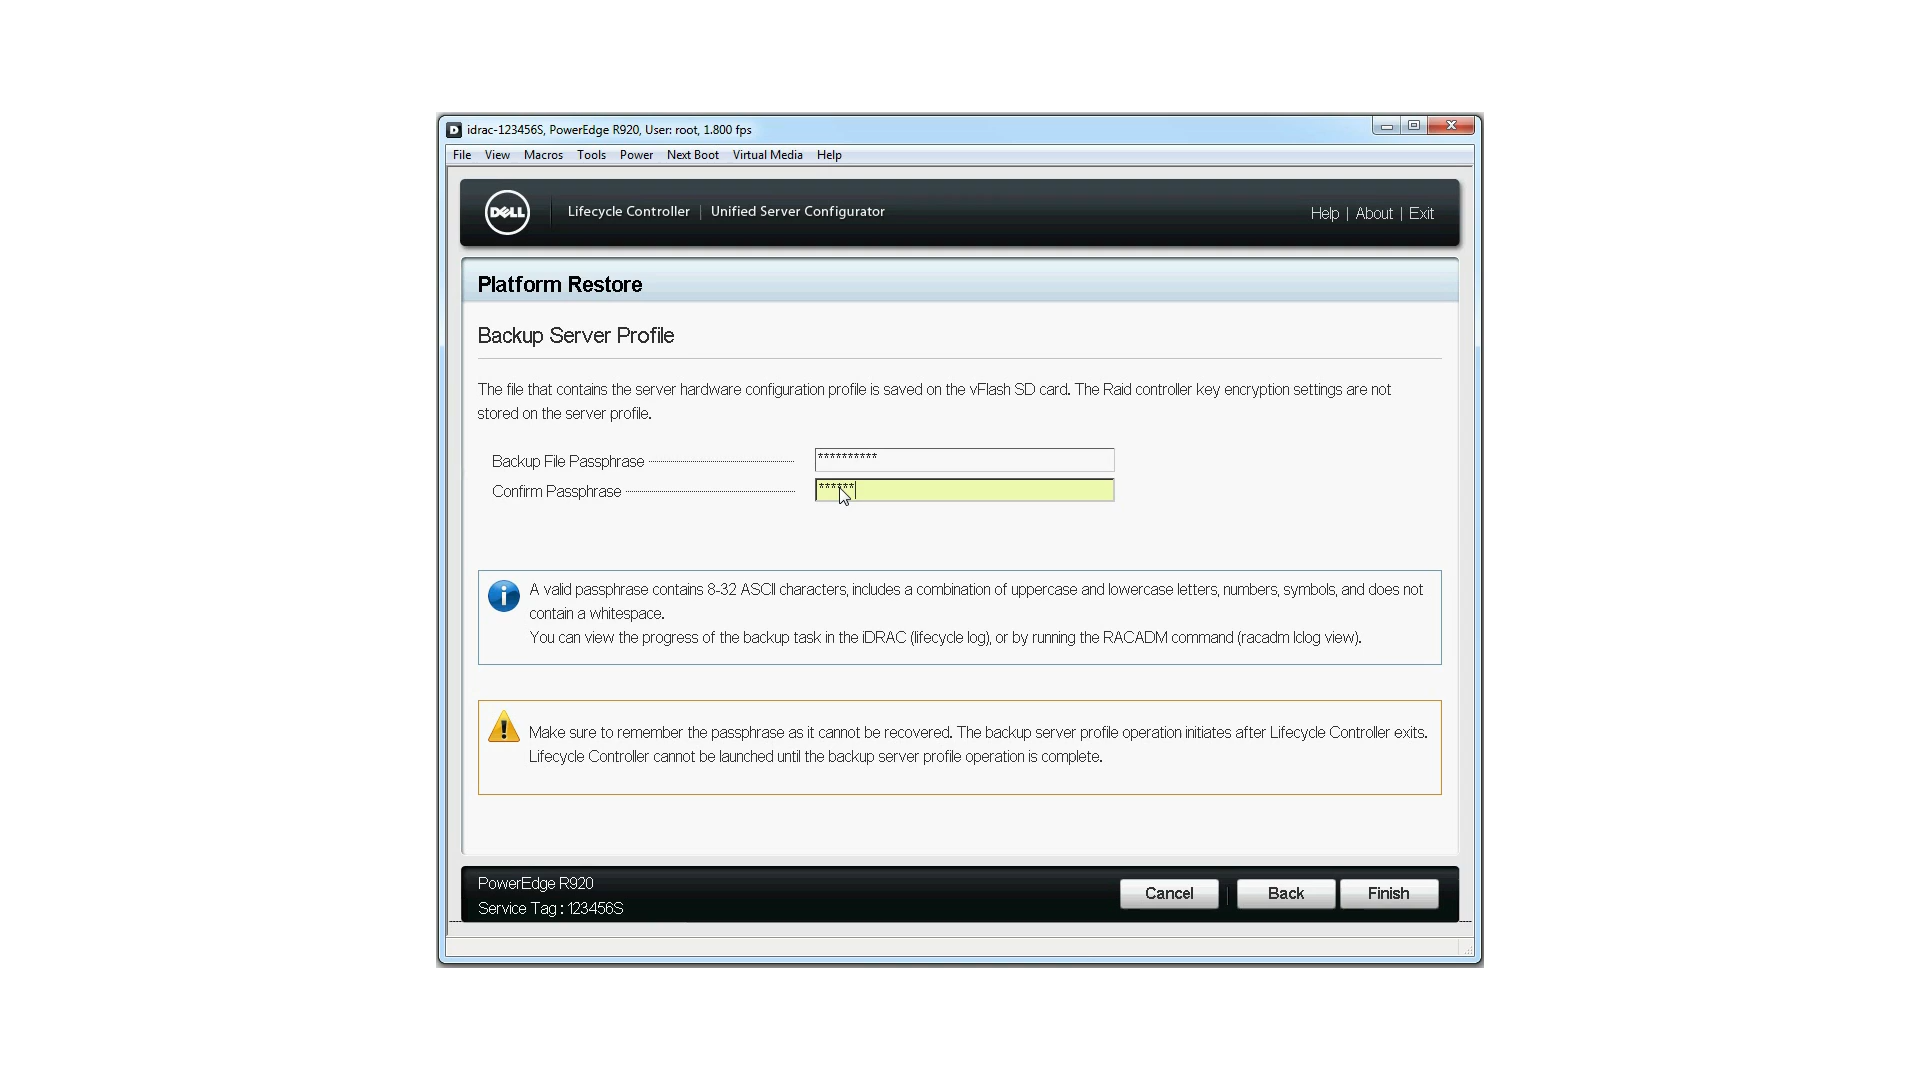 idrac-123456S, PowerEdge R920, User: root, 1.800 fps
File View Macros Tools Power Next Boot Virtual Media Help
DELL Lifecycle Controller | Unified Server Configurator Help | About | Exit
Platform Restore
Backup Server Profile
The file that contains the server hardware configuration profile is saved on the vFlash SD card. The Raid controller key encryption settings are not
stored on the server profile.
Backup File Passphrase **********
Confirm Passphrase ******
A valid passphrase contains 8-32 ASCII characters, includes a combination of uppercase and lowercase letters, numbers, symbols, and does not
contain a whitespace.
You can view the progress of the backup task in the iDRAC (lifecycle log), or by running the RACADM command (racadm lclog view).
Make sure to remember the passphrase as it cannot be recovered. The backup server profile operation initiates after Lifecycle Controller exits.
Lifecycle Controller cannot be launched until the backup server profile operation is complete.
PowerEdge R920
Service Tag : 123456S
Cancel Back Finish